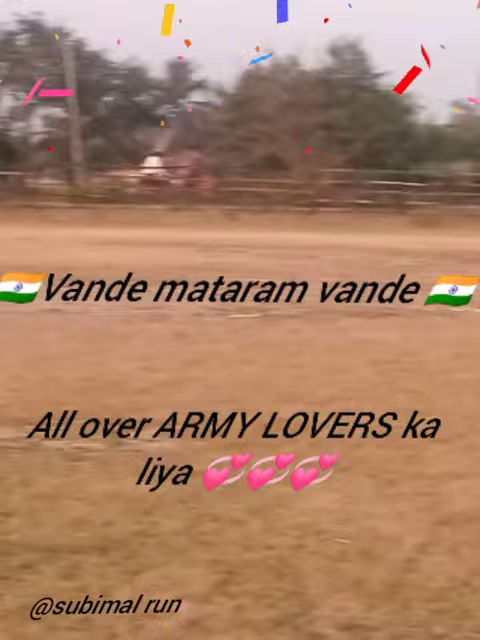 🇮🇳Vande mataram vande 🇮🇳
All over ARMY LOVERS ka
liya 💞💞💞
@subimal run